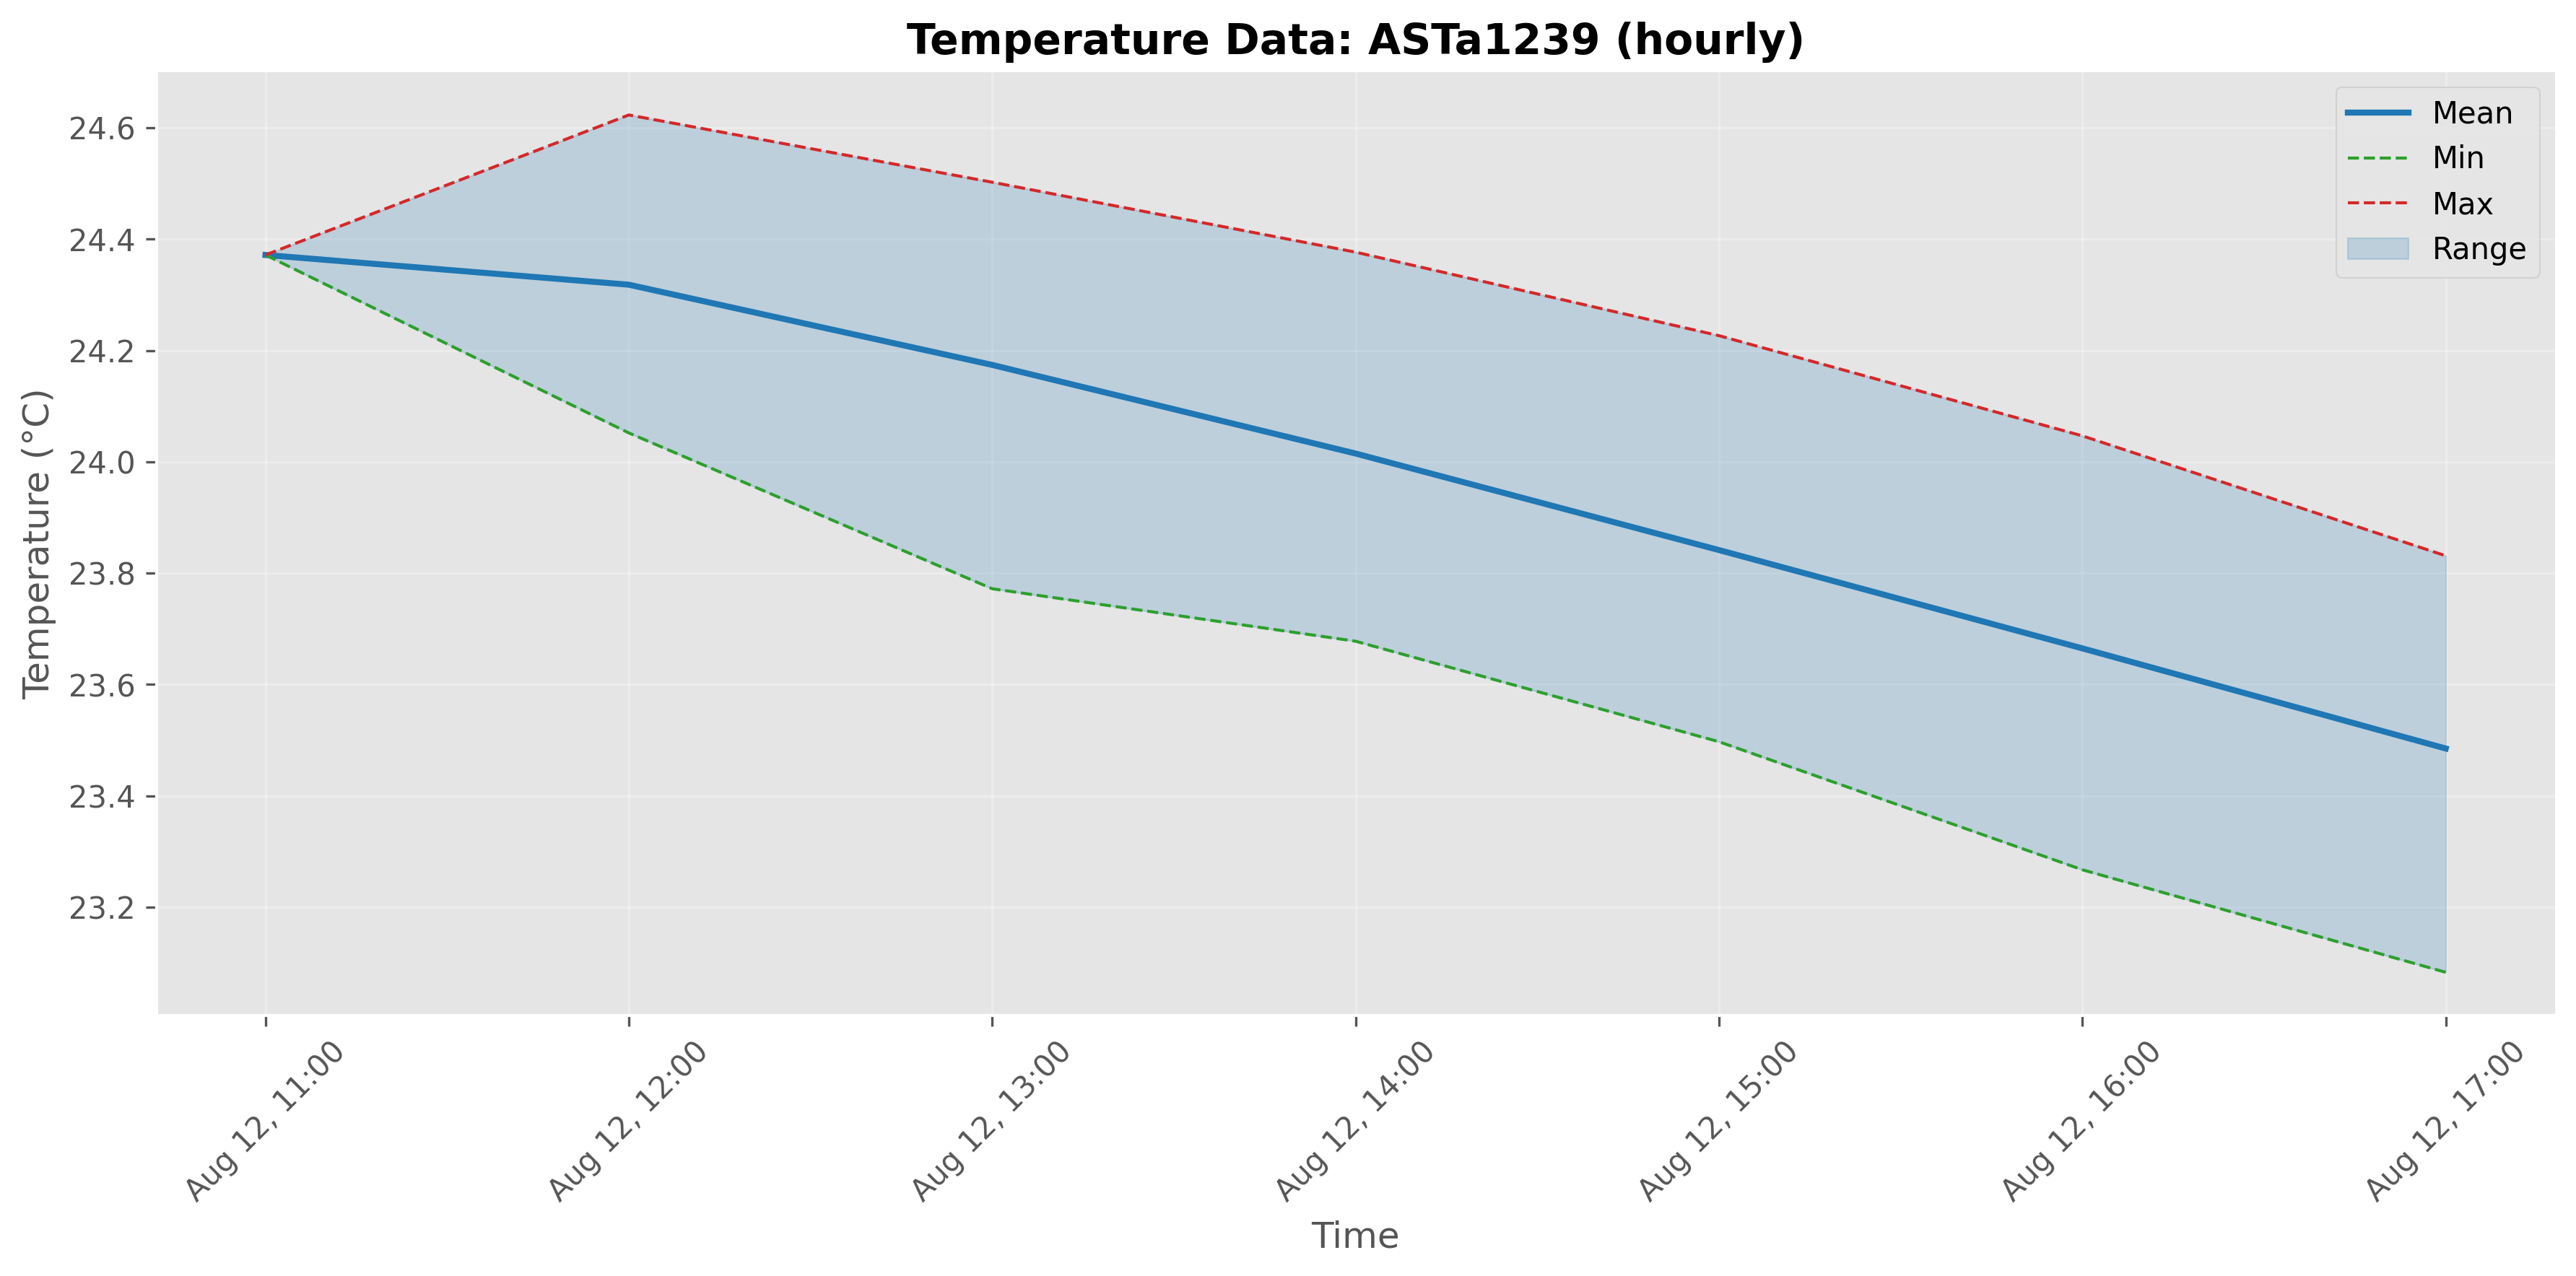 Temperature Data: ASTa1239 (hourly)
Mean
Min
Max
Range
Temperature (°C)
24.6
24.4
24.2
24.0
23.8
23.6
23.4
23.2
Aug 12, 11:00
Aug 12, 12:00
Aug 12, 13:00
Aug 12, 14:00
Aug 12, 15:00
Aug 12, 16:00
Aug 12, 17:00
Time